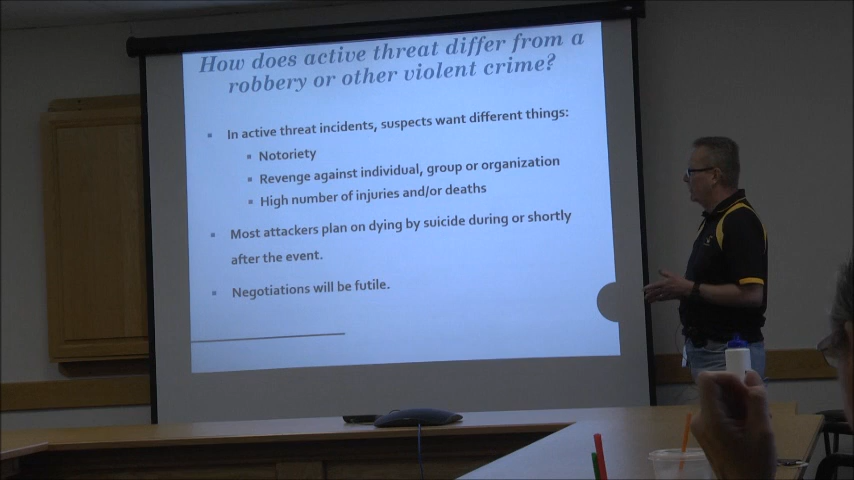 How does active threat differ from a
robbery or other violent crime?
▪ In active threat incidents, suspects want different things:
▪ Notoriety
▪ Revenge against individual, group or organization
▪ High number of injuries and/or deaths
▪ Most attackers plan on dying by suicide during or shortly
after the event.
▪ Negotiations will be futile.